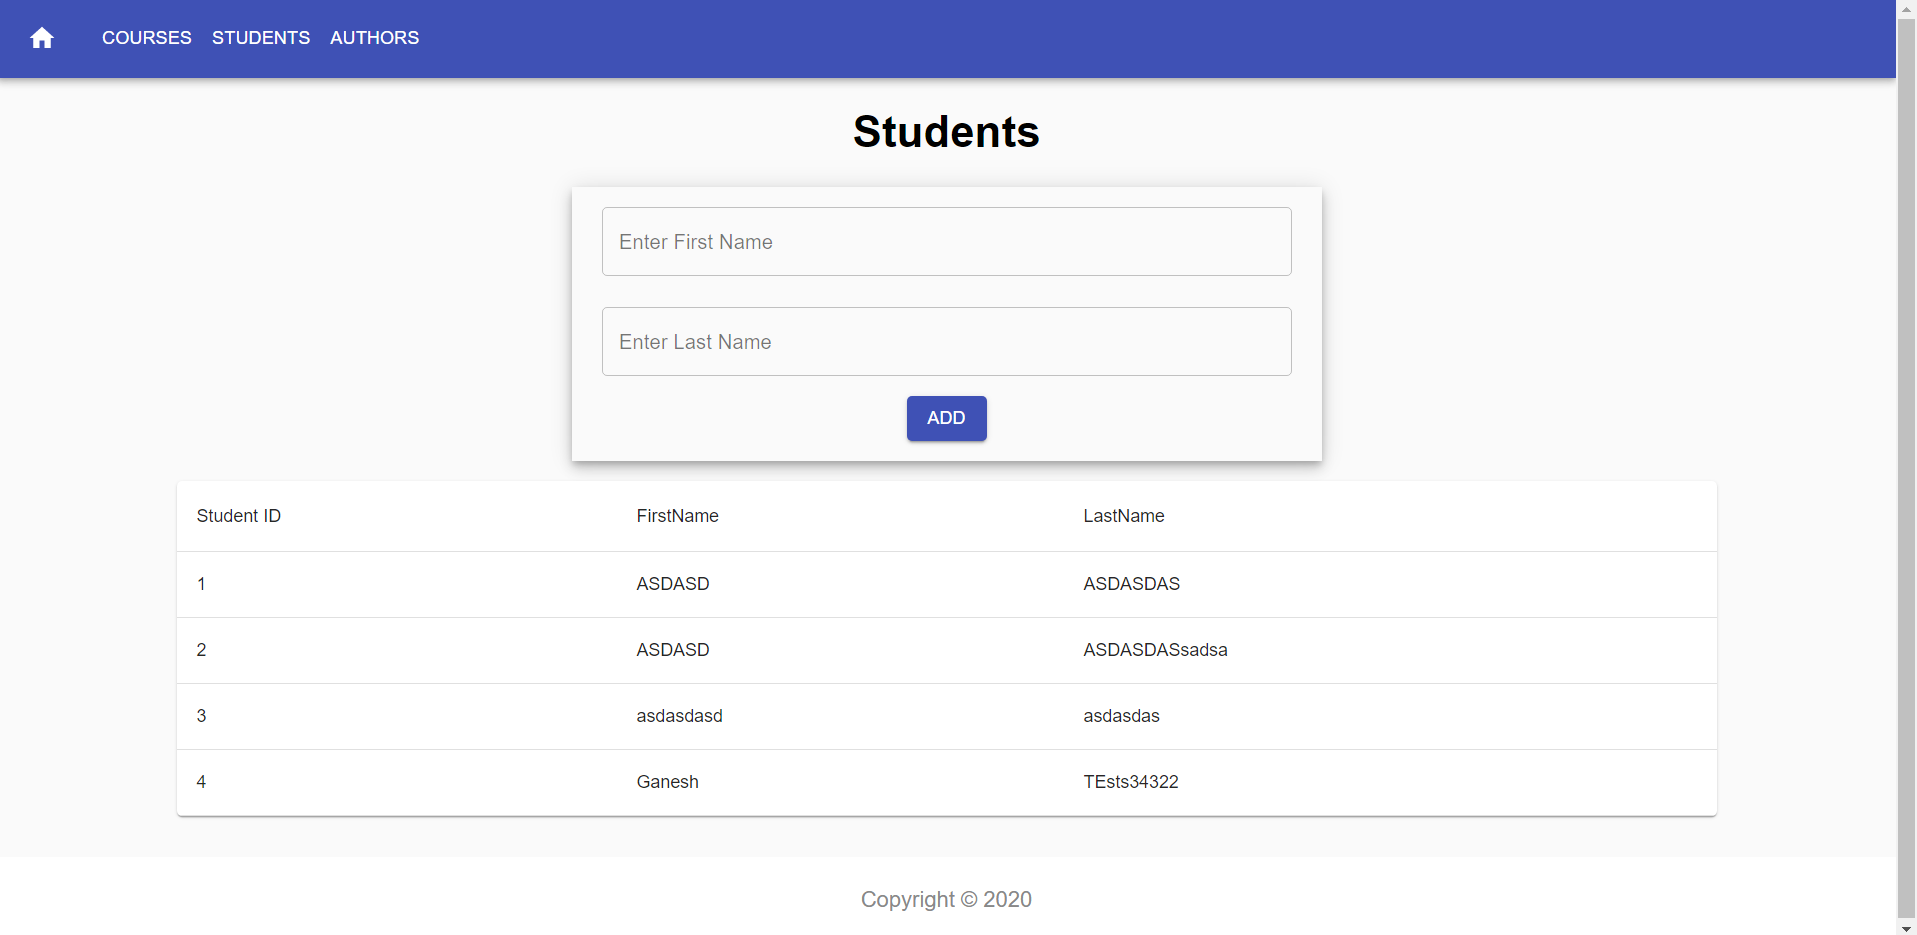 COURSES STUDENTS AUTHORS
Students
Enter First Name
Enter Last Name
ADD
Student ID FirstName LastName
1 ASDASD ASDASDAS
2 ASDASD ASDASDASsadsa
3 asdasdasd asdasdas
4 Ganesh TEsts34322
Copyright © 2020